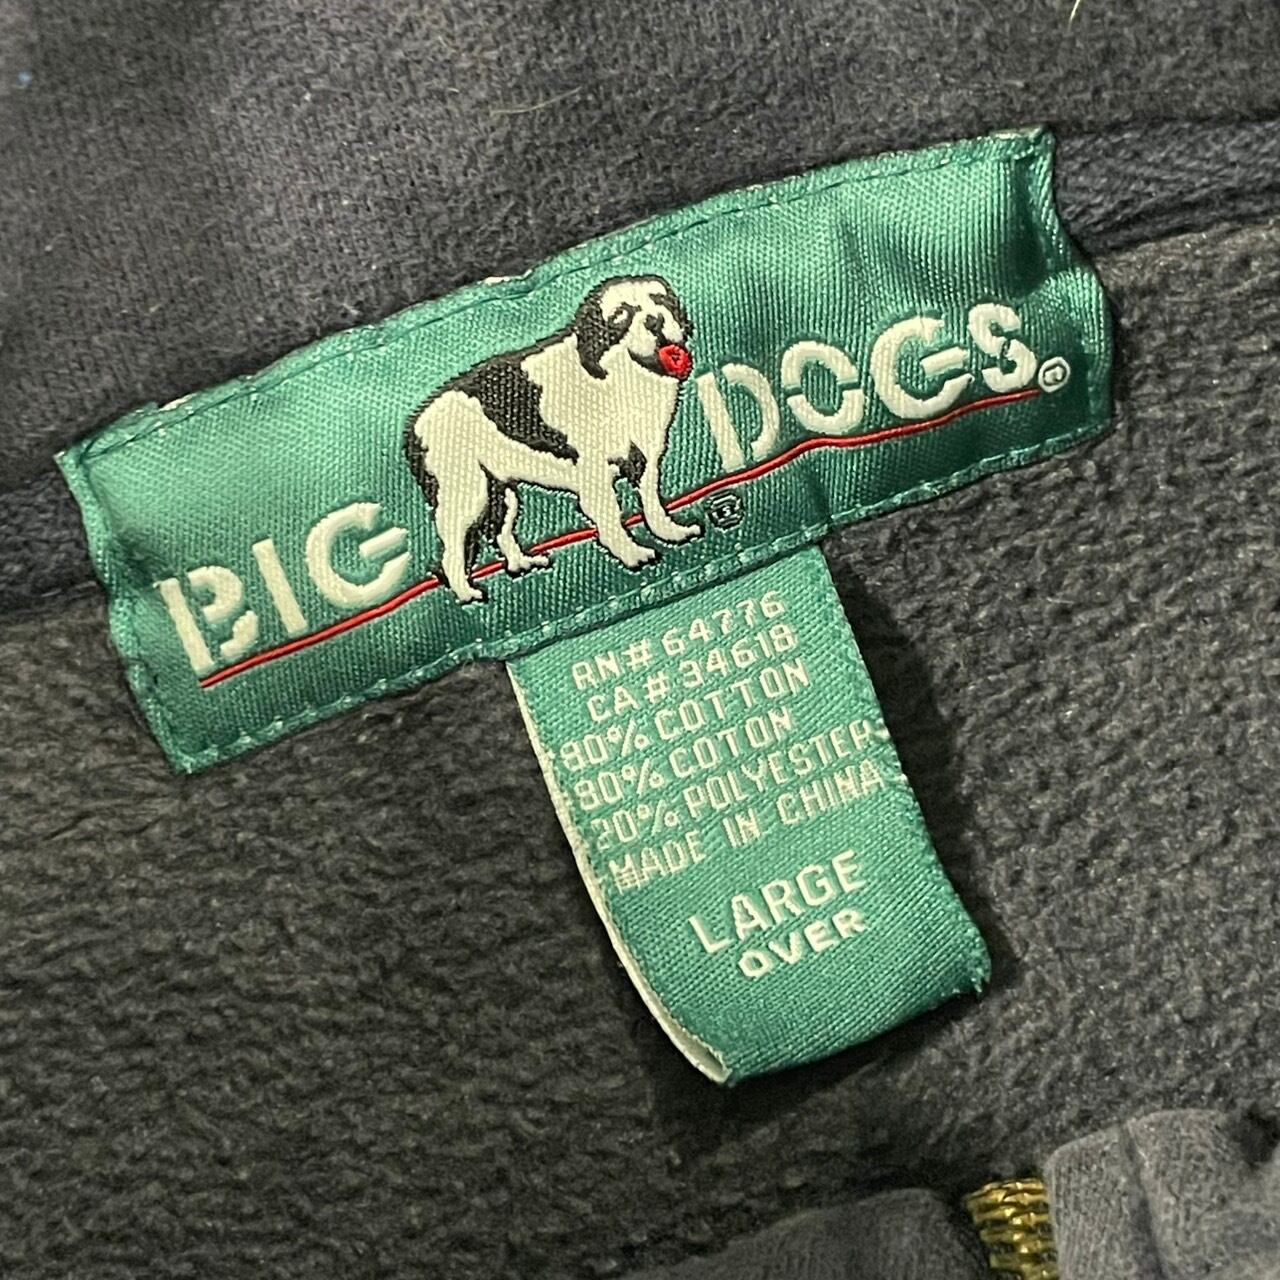 BIG DOGS®
®
RN# 64776
CA# 34618
80% COTTON
80% COTON
20% POLYESTER
MADE IN CHINA
LARGE
OVER